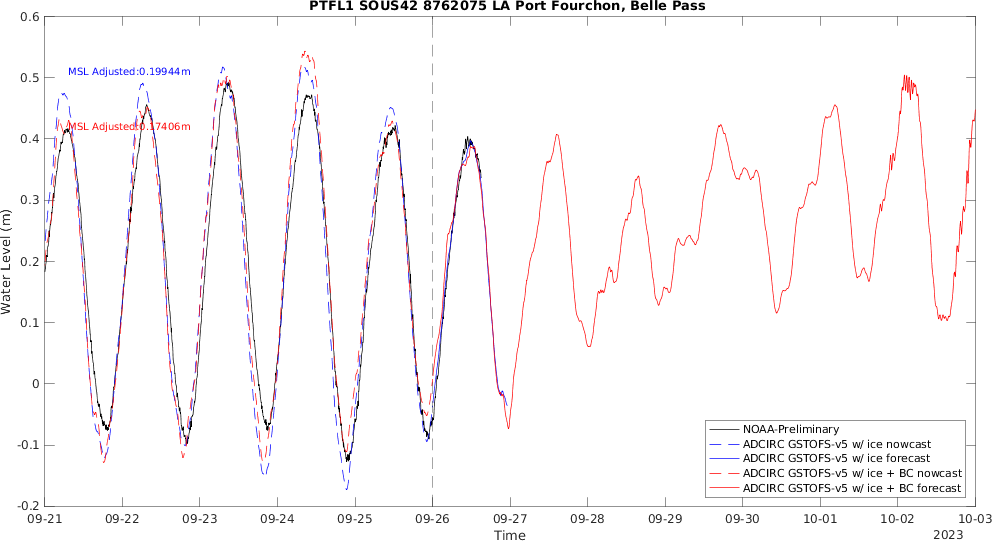 PTFL1 SOUS42 8762075 LA Port Fourchon, Belle Pass
0.6
0.5
0.4
0.3
0.2
0.1
0
-0.1
-0.2
Water Level (m)
MSL Adjusted:0.19944m
MSL Adjusted:0.17406m
NOAA-Preliminary
ADCIRC GSTOFS-v5 w/ ice nowcast
ADCIRC GSTOFS-v5 w/ ice forecast
ADCIRC GSTOFS-v5 w/ ice + BC nowcast
ADCIRC GSTOFS-v5 w/ ice + BC forecast
09-21 09-22 09-23 09-24 09-25 09-26 09-27 09-28 09-29 09-30 10-01 10-02 10-03
Time
2023